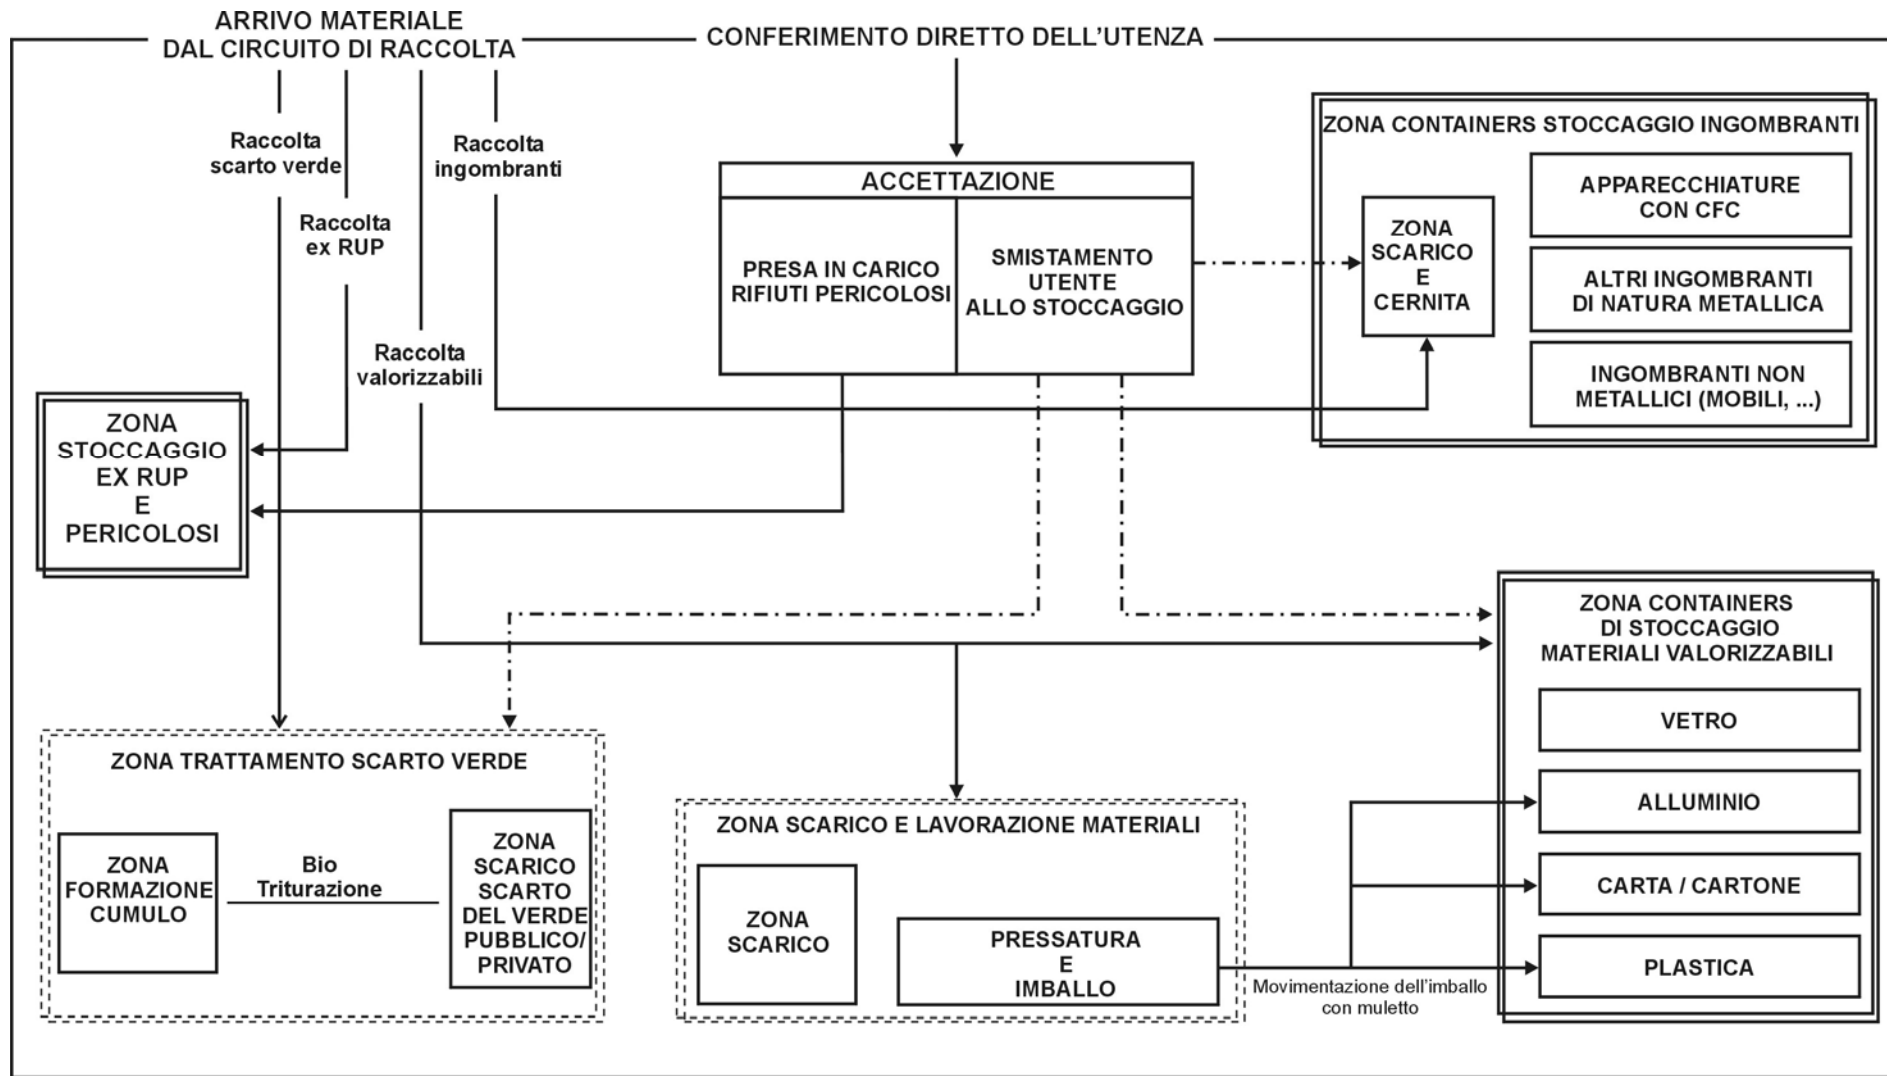 ARRIVO MATERIALE
DAL CIRCUITO DI RACCOLTA
CONFERIMENTO DIRETTO DELL'UTENZA
Raccolta
scarto verde
Raccolta
ex RUP
Raccolta
valorizzabili
Raccolta
ingombranti
ACCETTAZIONE
PRESA IN CARICO
RIFIUTI PERICOLOSI
SMISTAMENTO
UTENTE
ALLO STOCCAGGIO
ZONA CONTAINERS STOCCAGGIO INGOMBRANTI
ZONA
SCARICO
E
CERNITA
APPARECCHIATURE
CON CFC
ALTRI INGOMBRANTI
DI NATURA METALLICA
INGOMBRANTI NON
METALLICI (MOBILI, ...)
ZONA
STOCCAGGIO
EX RUP
E
PERICOLOSI
ZONA TRATTAMENTO SCARTO VERDE
ZONA
FORMAZIONE
CUMULO
Bio
Triturazione
ZONA
SCARICO
SCARTO
DEL VERDE
PUBBLICO/
PRIVATO
ZONA SCARICO E LAVORAZIONE MATERIALI
ZONA
SCARICO
PRESSATURA
E
IMBALLO
Movimentazione dell'imballo
con muletto
ZONA CONTAINERS
DI STOCCAGGIO
MATERIALI VALORIZZABILI
VETRO
ALLUMINIO
CARTA / CARTONE
PLASTICA